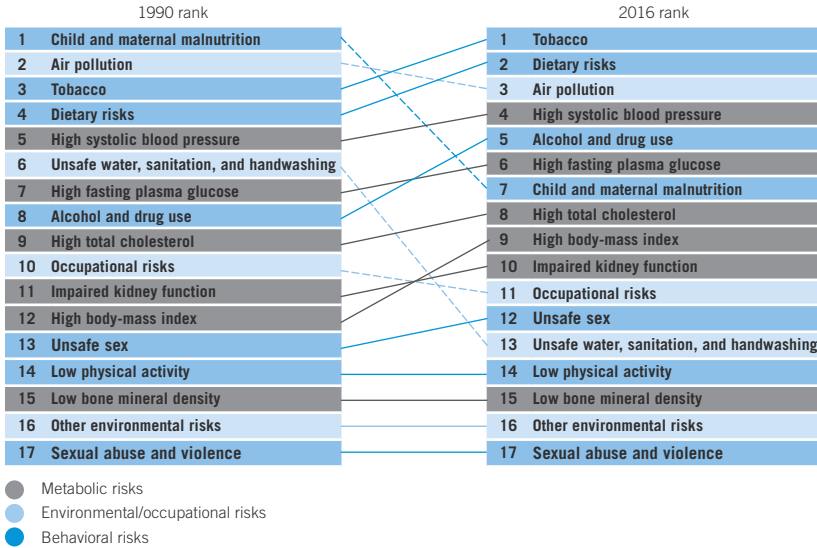 1990 rank
1 Child and maternal malnutrition
2 Air pollution
3 Tobacco
4 Dietary risks
5 High systolic blood pressure
6 Unsafe water, sanitation, and handwashing
7 High fasting plasma glucose
8 Alcohol and drug use
9 High total cholesterol
10 Occupational risks
11 Impaired kidney function
12 High body-mass index
13 Unsafe sex
14 Low physical activity
15 Low bone mineral density
16 Other environmental risks
17 Sexual abuse and violence
2016 rank
1 Tobacco
2 Dietary risks
3 Air pollution
4 High systolic blood pressure
5 Alcohol and drug use
6 High fasting plasma glucose
7 Child and maternal malnutrition
8 High total cholesterol
9 High body-mass index
10 Impaired kidney function
11 Occupational risks
12 Unsafe sex
13 Unsafe water, sanitation, and handwashing
14 Low physical activity
15 Low bone mineral density
16 Other environmental risks
17 Sexual abuse and violence
Metabolic risks
Environmental/occupational risks
Behavioral risks